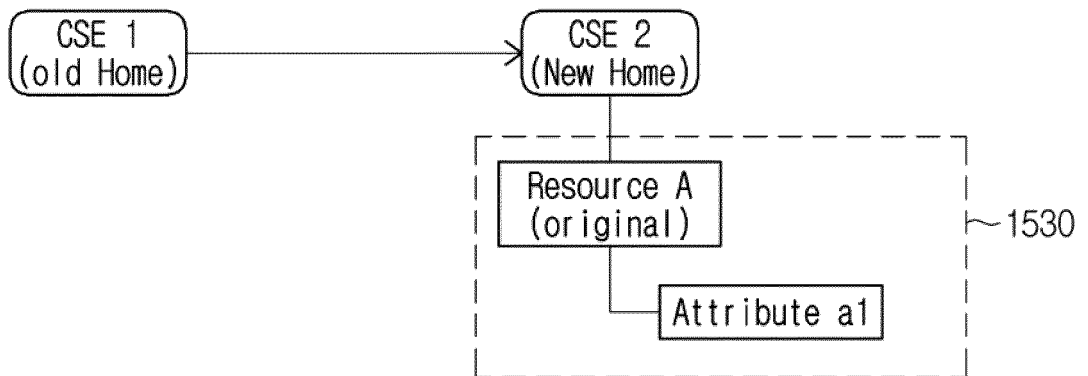 CSE 1
(old Home)
CSE 2
(New Home)
Resource A
(original)
1530
Attribute a1